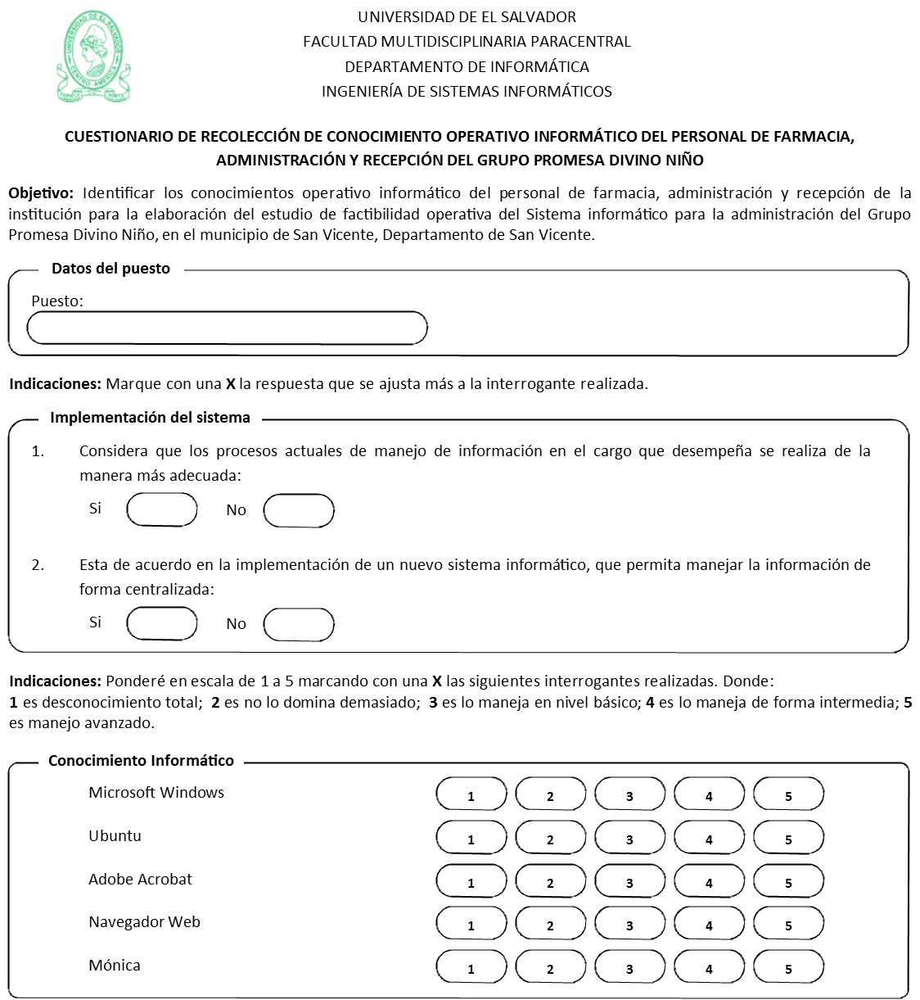 UNIVERSIDAD DE EL SALVADOR
FACULTAD MULTIDISCIPLINARIA PARACENTRAL
DEPARTAMENTO DE INFORMÁTICA
INGENIERÍA DE SISTEMAS INFORMÁTICOS
UNIVERSIDAD DE EL SALVADOR
CENTRO AMERICA
CUESTIONARIO DE RECOLECCIÓN DE CONOCIMIENTO OPERATIVO INFORMÁTICO DEL PERSONAL DE FARMACIA,
ADMINISTRACIÓN Y RECEPCIÓN DEL GRUPO PROMESA DIVINO NIÑO
Objetivo: Identificar los conocimientos operativo informático del personal de farmacia, administración y recepción de la
institución para la elaboración del estudio de factibilidad operativa del Sistema informático para la administración del Grupo
Promesa Divino Niño, en el municipio de San Vicente, Departamento de San Vicente.
Datos del puesto
Puesto:
Indicaciones: Marque con una X la respuesta que se ajusta más a la interrogante realizada.
Implementación del sistema
1. Considera que los procesos actuales de manejo de información en el cargo que desempeña se realiza de la
manera más adecuada:
Si No
2. Esta de acuerdo en la implementación de un nuevo sistema informático, que permita manejar la información de
forma centralizada:
Si No
Indicaciones: Ponderé en escala de 1 a 5 marcando con una X las siguientes interrogantes realizadas. Donde:
1 es desconocimiento total; 2 es no lo domina demasiado; 3 es lo maneja en nivel básico; 4 es lo maneja de forma intermedia; 5
es manejo avanzado.
Conocimiento Informático
Microsoft Windows 1 2 3 4 5
Ubuntu 1 2 3 4 5
Adobe Acrobat 1 2 3 4 5
Navegador Web 1 2 3 4 5
Mónica 1 2 3 4 5